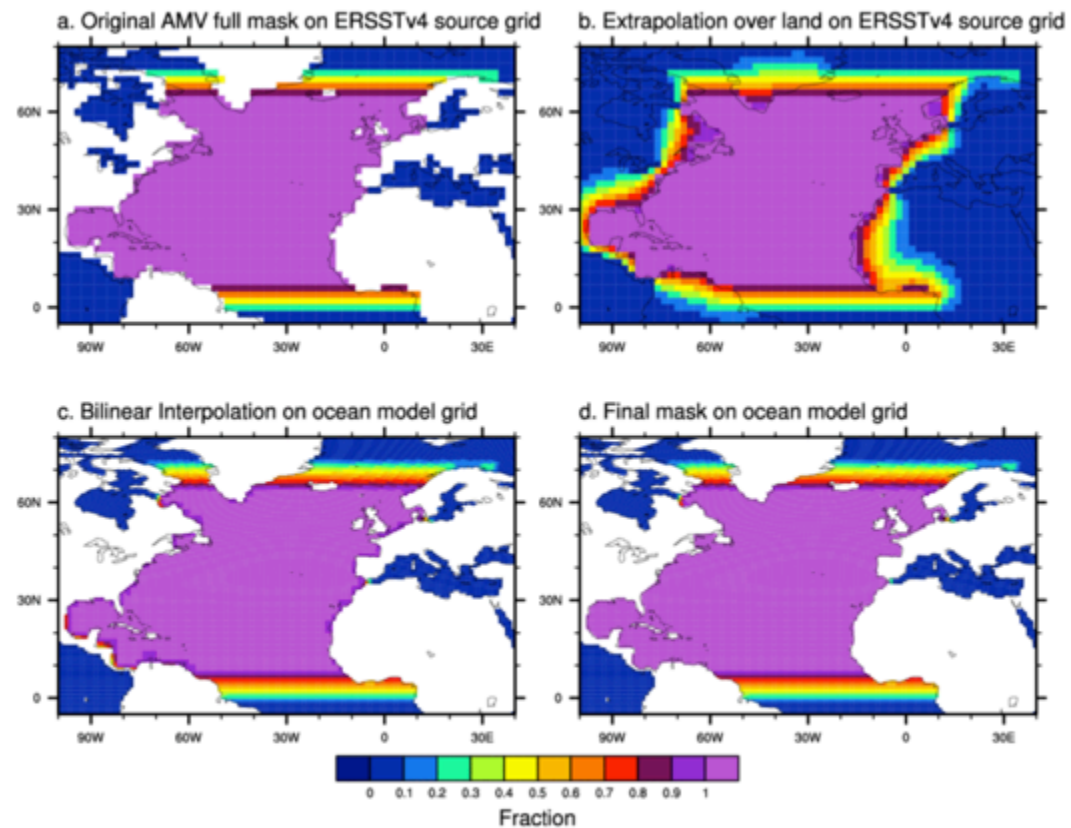 a. Original AMV full mask on ERSSTv4 source grid
b. Extrapolation over land on ERSSTv4 source grid
60N
30N
0
90W 60W 30W 0 30E
60N
30N
0
90W 60W 30W 0 30E
c. Bilinear Interpolation on ocean model grid
d. Final mask on ocean model grid
60N
30N
0
90W 60W 30W 0 30E
60N
30N
0
90W 60W 30W 0 30E
0 0.1 0.2 0.3 0.4 0.5 0.6 0.7 0.8 0.9 1
Fraction